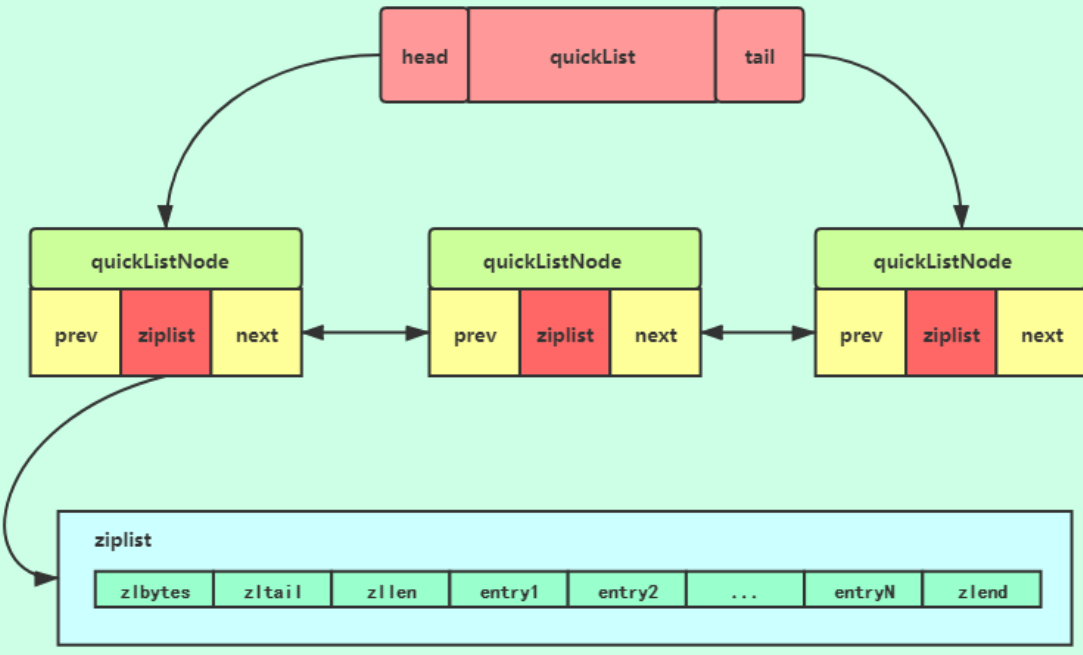 head quickList tail
quickListNode quickListNode quickListNode
prev ziplist next prev ziplist next prev ziplist next
ziplist
zlbytes zltail zllen entry1 entry2 ... entryN zlend